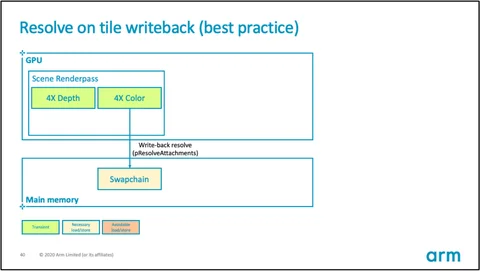 Resolve on tile writeback (best practice)
GPU
Scene Renderpass
4X Depth
4X Color
Write-back resolve
(pResolveAttachments)
Swapchain
Main memory
Transient
Necessary
load/store
Avoidable
load/store
40
© 2020 Arm Limited (or its affiliates)
arm